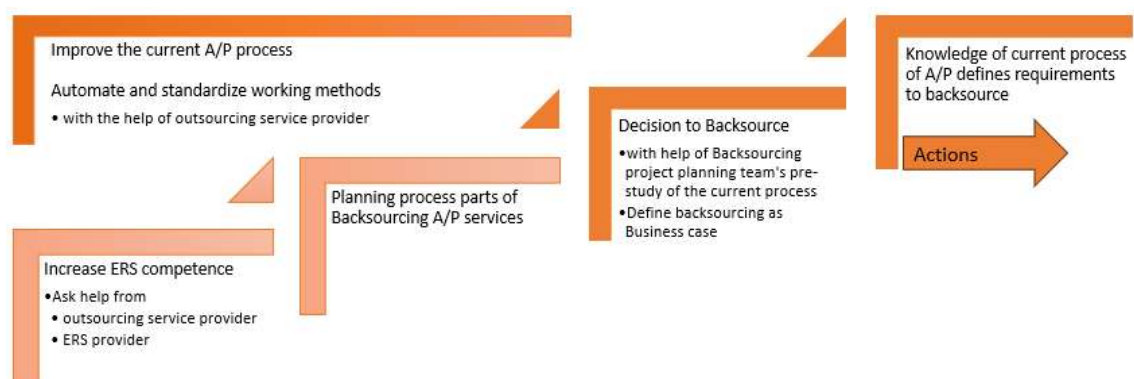 Improve the current A/P process
Automate and standardize working methods
• with the help of outsourcing service provider
Increase ERS competence
•Ask help from
• outsourcing service provider
• ERS provider
Planning process parts of
Backsourcing A/P services
Decision to Backsource
•with help of Backsourcing
project planning team's pre-
study of the current process
•Define backsourcing as
Business case
Knowledge of current process
of A/P defines requirements
to backsource
Actions